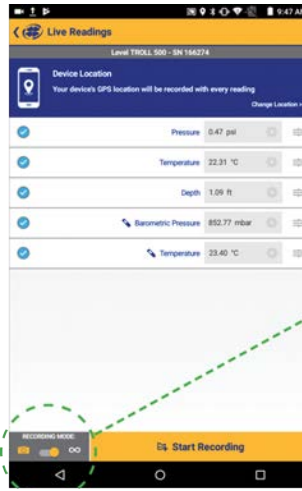 9:47 AM
Live Readings
Level TROLL 500 - SN 166274
Device Location
Your device's GPS location will be recorded with every reading
Change Location
Pressure 0.47 psi
Temperature 22.31 °C
Depth 1.09 ft
Barometric Pressure 852.77 mbar
Temperature 23.40 °C
RECORDING MODE
Start Recording